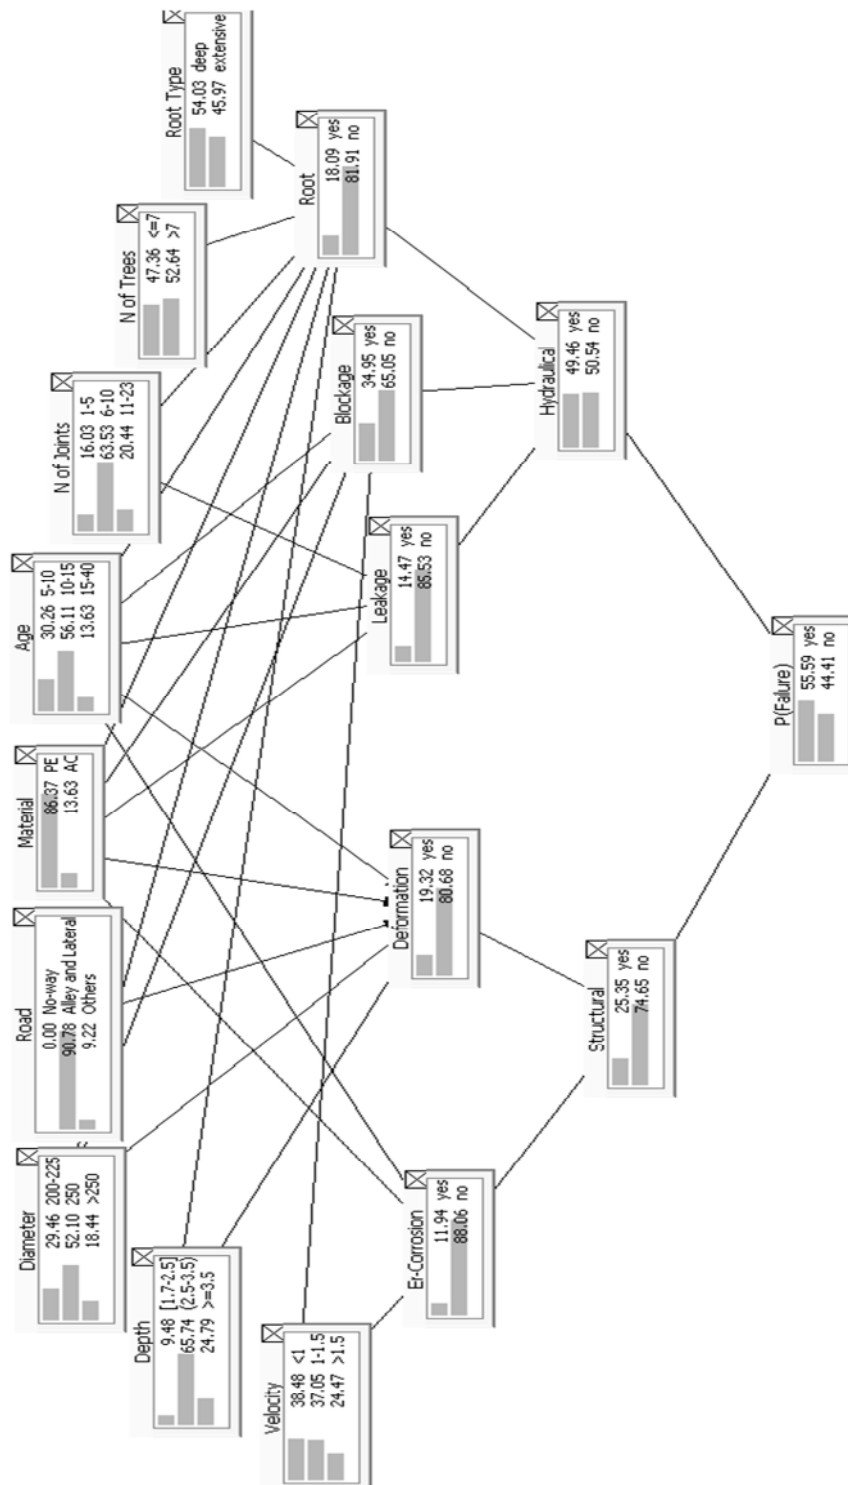 Root Type
54.03 deep
45.97 extensive
N of Trees
47.36 <=7
52.64 >7
N of Joints
16.03 1-5
63.53 6-10
20.44 11-23
Age
30.26 5-10
56.11 10-15
13.63 15-40
Material
86.37 PE
13.63 AC
Road
0.00 No-way
90.78 Alley and Lateral
9.22 Others
Diameter
29.46 200-225
52.10 250
18.44 >250
Depth
9.48 [1.7-2.5]
65.74 (2.5-3.5)
24.79 >=3.5
Velocity
38.48 <1
37.05 1-1.5
24.47 >1.5
Root
18.09 yes
81.91 no
Blockage
34.95 yes
65.05 no
Leakage
14.47 yes
85.53 no
Deformation
19.32 yes
80.68 no
Er-Corrosion
11.94 yes
88.06 no
Hydraulical
49.46 yes
50.54 no
Structural
25.35 yes
74.65 no
P(Failure)
55.59 yes
44.41 no